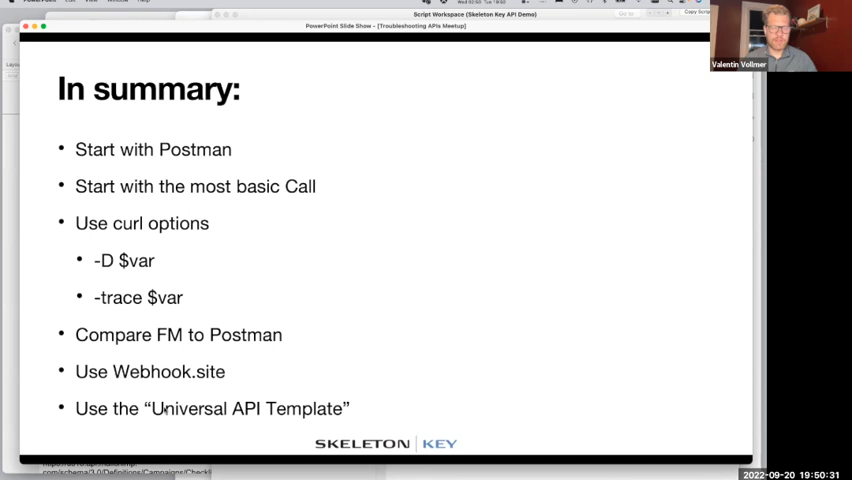 Script Workspace (Skeleton Key API Demo)
PowerPoint Slide Show - [Troubleshooting APIs Meetup]
Valentin Vollmer
In summary:
• Start with Postman
• Start with the most basic Call
• Use curl options
• -D $var
• -trace $var
• Compare FM to Postman
• Use Webhook.site
• Use the “Universal API Template”
SKELETON | KEY
2022-09-20 19:50:31